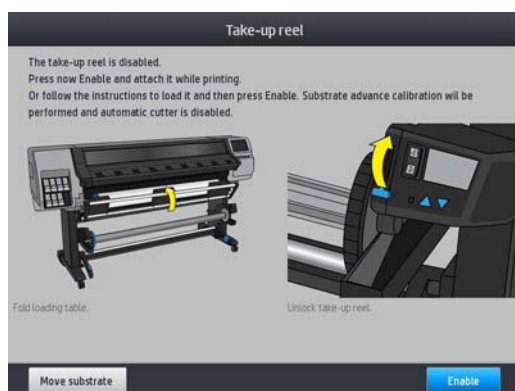 Take-up reel
The take-up reel is disabled.
Press now Enable and attach it while printing.
Or follow the instructions to load it and then press Enable. Substrate advance calibration wil be
performed and automatic cutter is disabled.
Fold loading table.
Unlock take-up reel.
Move substrate
Enable